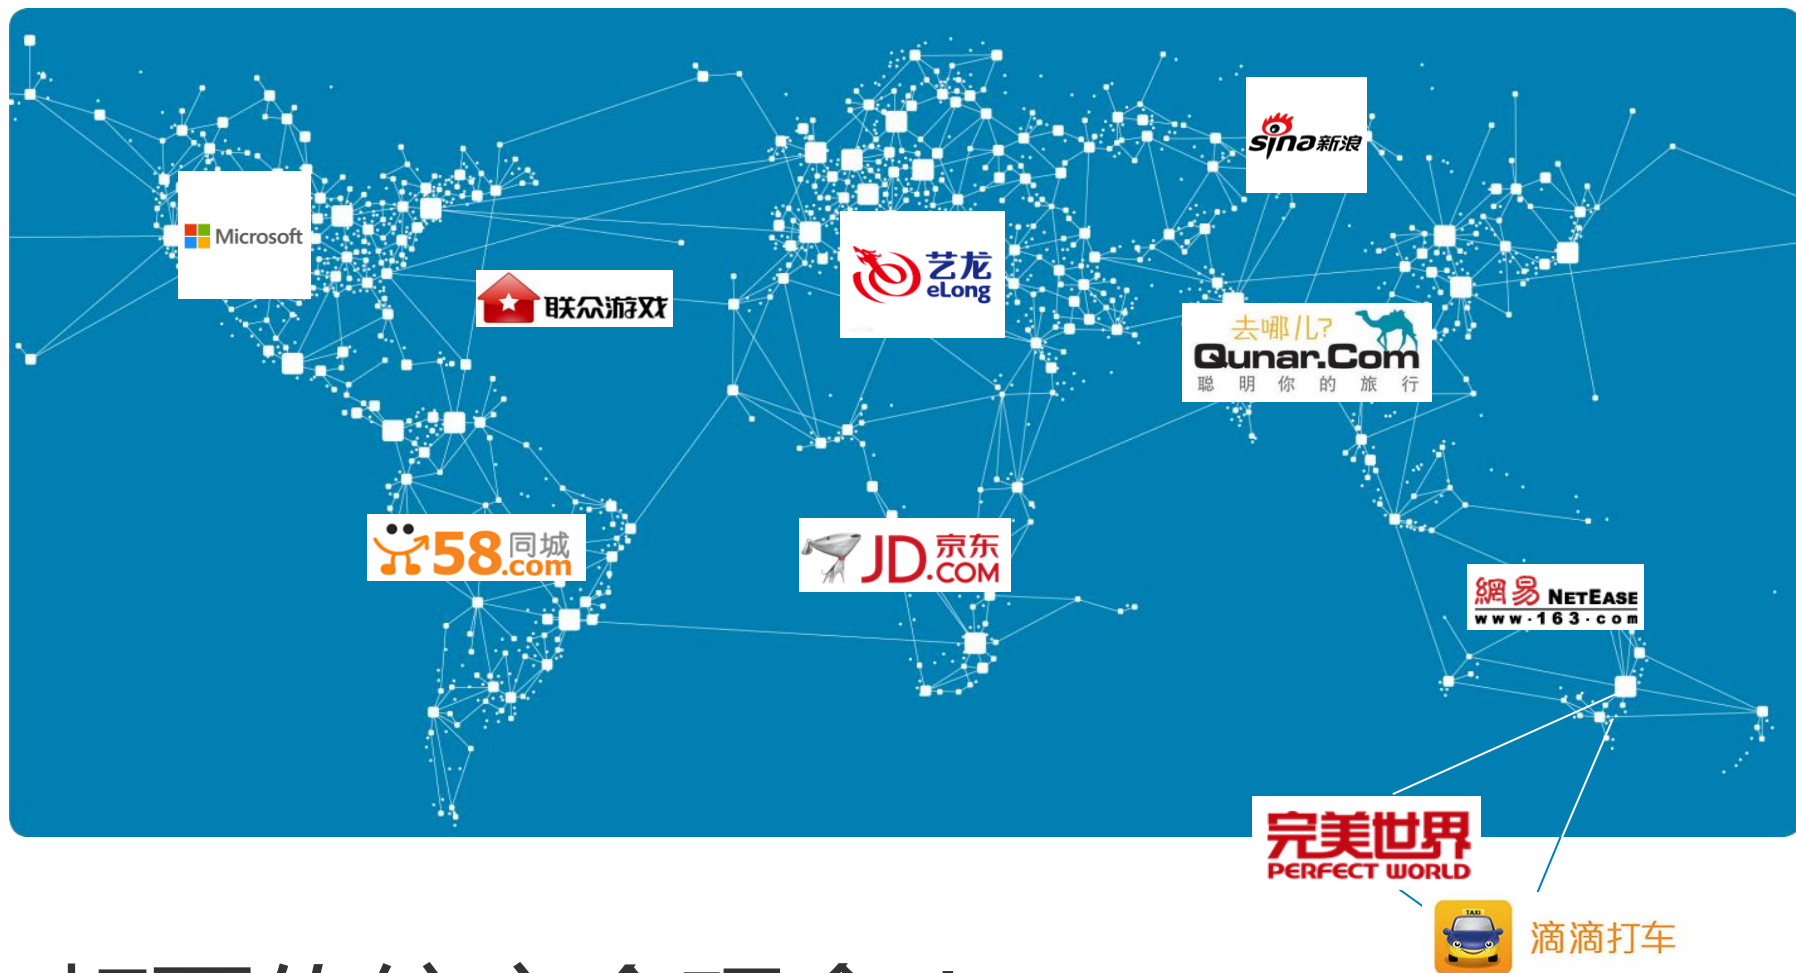 sina新浪
Microsoft
艺龙
eLong
联众游戏
去哪儿?
Qunar.Com
聪明你的旅行
58同城
.com
JD京东
.COM
網易 NETEASE
www.163.com
完美世界
PERFECT WORLD
TAXI
滴滴打车